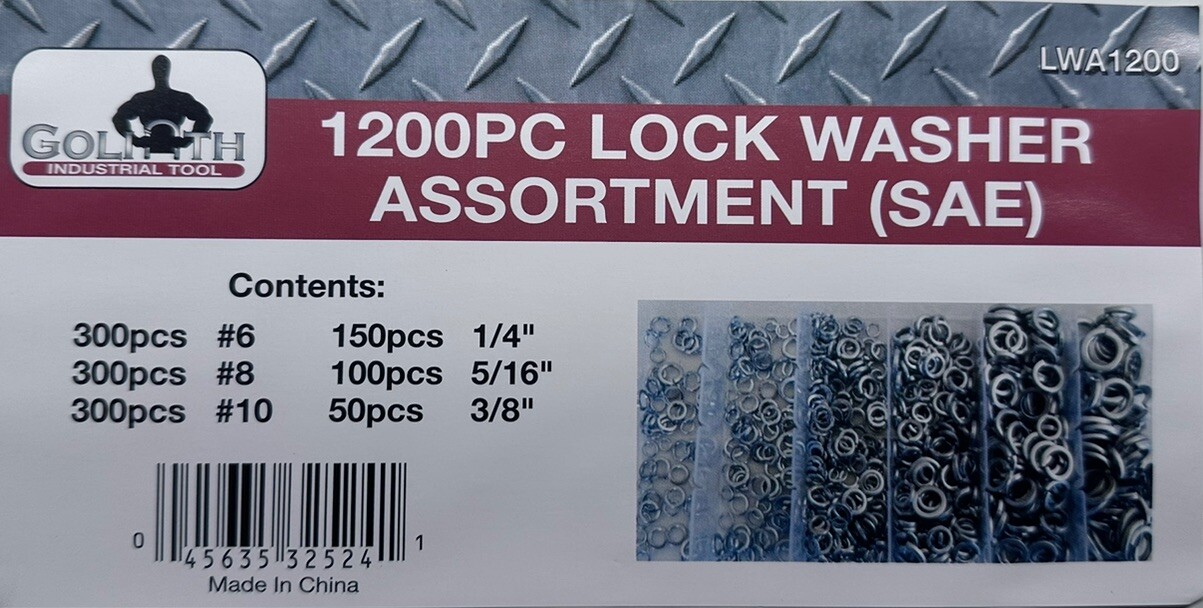 LWA1200
GOLIATH
INDUSTRIAL TOOL
1200PC LOCK WASHER
ASSORTMENT (SAE)
Contents:
300pcs #6 150pcs 1/4"
300pcs #8 100pcs 5/16"
300pcs #10 50pcs 3/8"
0 45635 32524 1
Made In China